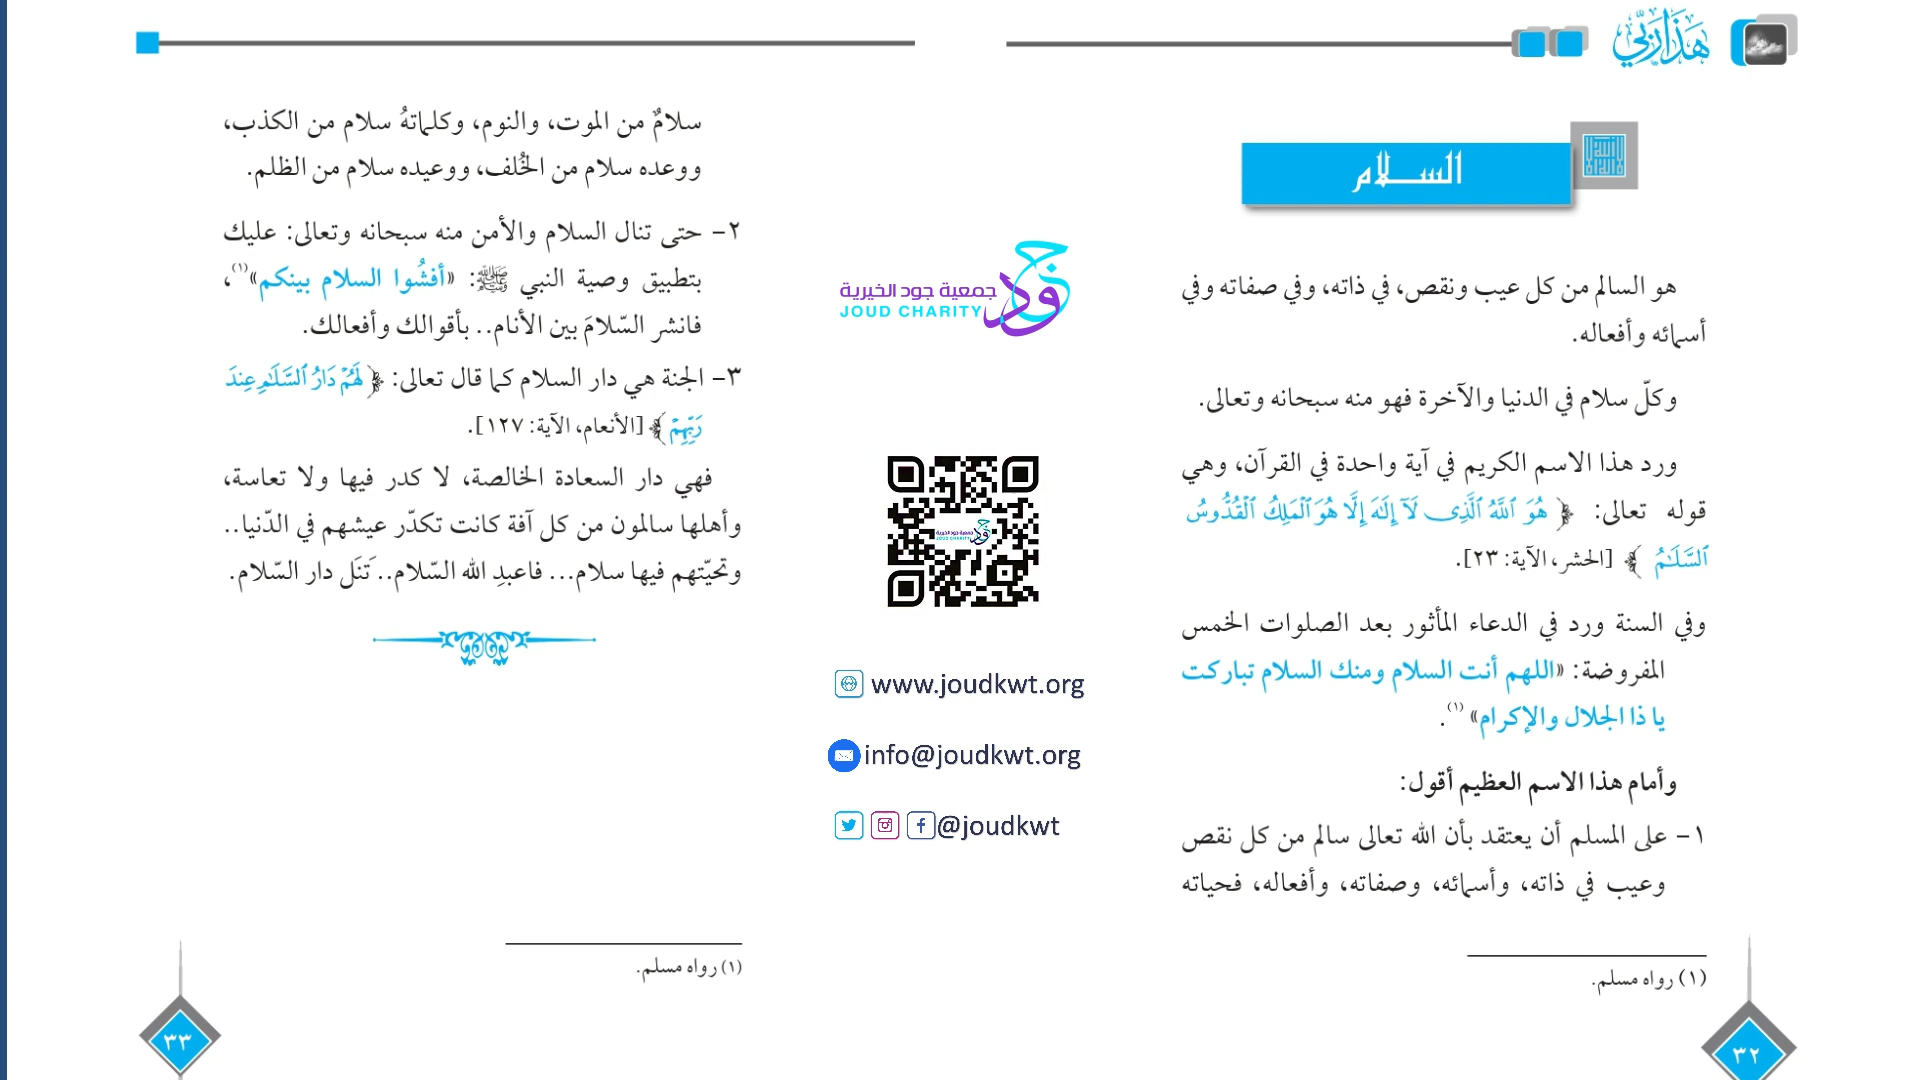 هَذَا رَبِّي
السلام
هو السالم من كل عيب ونقص، في ذاته، وفي صفاته وفي
أسمائه وأفعاله.
وكلّ سلام في الدنيا والآخرة فهو منه سبحانه وتعالى.
ورد هذا الاسم الكريم في آية واحدة في القرآن، وهي
قوله تعالى: ﴿هُوَ ٱللَّهُ ٱلَّذِى لَآ إِلَٰهَ إِلَّا هُوَ ٱلْمَلِكُ ٱلْقُدُّوسُ
ٱلسَّلَٰمُ﴾ [الحشر، الآية: ٢٣].
وفي السنة ورد في الدعاء المأثور بعد الصلوات الخمس
المفروضة: «اللهم أنت السلام ومنك السلام تباركت
يا ذا الجلال والإكرام»(١).
وأمام هذا الاسم العظيم أقول:
١- على المسلم أن يعتقد بأن الله تعالى سالم من كل نقص
وعيب في ذاته، وأسمائه، وصفاته، وأفعاله، فحياته
(١) رواه مسلم.
٣٢
جود
جمعية جود الخيرية
JOUD CHARITY
جمعية جود الخيرية
JOUD CHARITY
www.joudkwt.org
info@joudkwt.org
@joudkwt
سلامٌ من الموت، والنوم، وكلماتهُ سلام من الكذب،
ووعده سلام من الخُلف، ووعيده سلام من الظلم.
٢- حتى تنال السلام والأمن منه سبحانه وتعالى: عليك
بتطبيق وصية النبي ﷺ: «أفشُوا السلام بينكم»(١)،
فانشر السّلامَ بين الأنام.. بأقوالك وأفعالك.
٣- الجنة هي دار السلام كما قال تعالى: ﴿لَهُمْ دَارُ ٱلسَّلَٰمِ عِندَ
رَبِّهِمْ﴾ [الأنعام، الآية: ١٢٧].
فهي دار السعادة الخالصة، لا كدر فيها ولا تعاسة،
وأهلها سالمون من كل آفة كانت تكدّر عيشهم في الدّنيا..
وتحيّتهم فيها سلام... فاعبدِ الله السّلام.. تَنَل دار السّلام.
(١) رواه مسلم.
٣٣